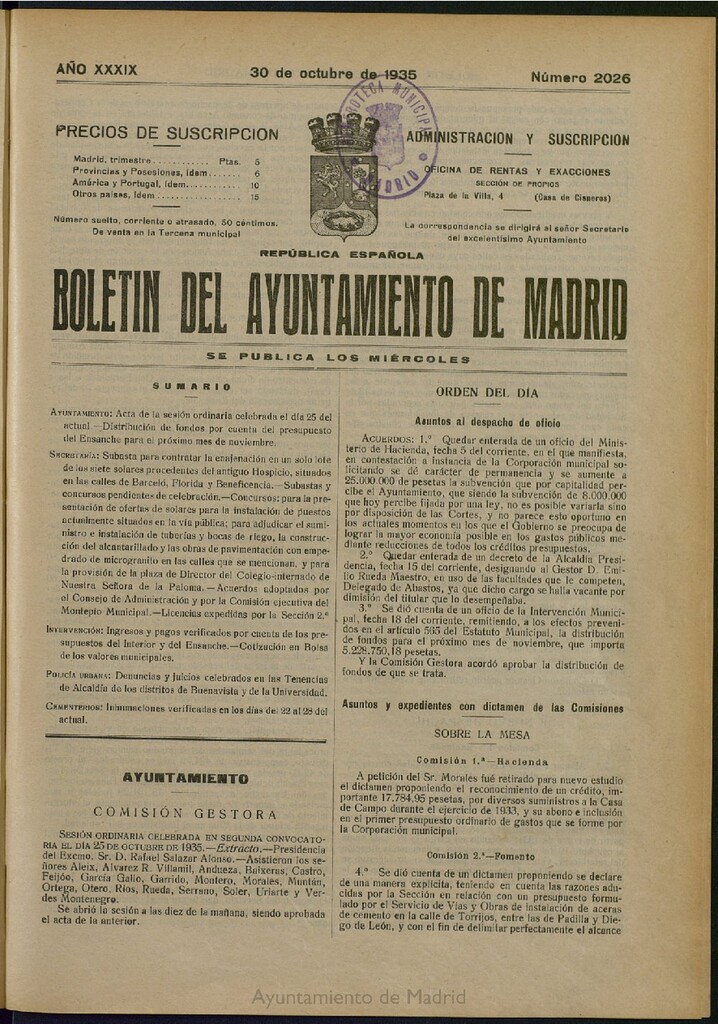 AÑO XXXIX
30 de octubre de 1935
Número 2026
PRECIOS DE SUSCRIPCION
Madrid, trimestre............ Ptas. 5
Provincias y Posesiones, ídem....... 6
América y Portugal, ídem........... 10
Otros países, ídem................. 15
Número suelto, corriente o atrasado, 50 céntimos.
De venta en la Tercena municipal
HEMEROTECA MUNICIPAL
MADRID
ADMINISTRACION Y SUSCRIPCION
OFICINA DE RENTAS Y EXACCIONES
SECCIÓN DE PROPIOS
Plaza de la Villa, 4 (Casa de Cisneros)
La correspondencia se dirigirá al señor Secretario
del excelentísimo Ayuntamiento
REPÚBLICA ESPAÑOLA
BOLETIN DEL AYUNTAMIENTO DE MADRID
SE PUBLICA LOS MIÉRCOLES
SUMARIO
AYUNTAMIENTO: Acta de la sesión ordinaria celebrada el día 25 del
actual.—Distribución de fondos por cuenta del presupuesto
del Ensanche para el próximo mes de noviembre.
SECRETARÍA: Subasta para contratar la enajenación en un solo lote
de los siete solares procedentes del antiguo Hospicio, situados
en las calles de Barceló, Florida y Beneficencia.—Subastas y
concursos pendientes de celebración.—Concursos: para la pre-
sentación de ofertas de solares para la instalación de puestos
actualmente situados en la vía pública; para adjudicar el sumi-
nistro e instalación de tuberías y bocas de riego, la construc-
ción del alcantarillado y las obras de pavimentación con empe-
drado de microgranito en las calles que se mencionan, y para
la provisión de la plaza de Director del Colegio-internado de
Nuestra Señora de la Paloma.—Acuerdos adoptados por
el Consejo de Administración y por la Comisión ejecutiva del
Montepío Municipal.—Licencias expedidas por la Sección 2.ª
INTERVENCIÓN: Ingresos y pagos verificados por cuenta de los pre-
supuestos del Interior y del Ensanche.—Cotización en Bolsa
de los valores municipales.
POLICÍA URBANA: Denuncias y juicios celebrados en las Tenencias
de Alcaldía de los distritos de Buenavista y de la Universidad.
CEMENTERIOS: Inhumaciones verificadas en los días del 22 al 28 del
actual.
AYUNTAMIENTO
COMISIÓN GESTORA
SESIÓN ORDINARIA CELEBRADA EN SEGUNDA CONVOCATO-
RIA EL DÍA 25 DE OCTUBRE DE 1935.—Extracto.—Presidencia
del Excmo. Sr. D. Rafael Salazar Alonso.—Asistieron los se-
ñores Aleix, Alvarez R. Villamil, Andueza, Baixeras, Castro,
Feijóo, García Gallo, Garrido, Montero, Morales, Muntán,
Ortega, Otero, Ríos, Rueda, Serrano, Soler, Uriarte y Ver-
des Montenegro.
Se abrió la sesión a las diez de la mañana, siendo aprobada
el acta de la anterior.
ORDEN DEL DÍA
Asuntos al despacho de oficio
ACUERDOS: 1.º Quedar enterada de un oficio del Minis-
terio de Hacienda, fecha 5 del corriente, en el que manifiesta,
en contestación a instancia de la Corporación municipal so-
licitando se dé carácter de permanencia y se aumente a
25.000.000 de pesetas la subvención que por capitalidad per-
cibe el Ayuntamiento, que siendo la subvención de 8.000.000
que hoy percibe fijada por una ley, no es posible variarla sino
por disposición de las Cortes, y no parece esto oportuno en
los actuales momentos en los que el Gobierno se preocupa de
lograr la mayor economía posible en los gastos públicos me-
diante reducciones de todos los créditos presupuestos.
2.º Quedar enterada de un decreto de la Alcaldía Presi-
dencia, fecha 15 del corriente, designando al Gestor D. Emi-
lio Rueda Maestro, en uso de las facultades que le competen,
Delegado de Abastos, ya que dicho cargo se halla vacante por
dimisión del titular que lo desempeñaba.
3.º Se dió cuenta de un oficio de la Intervención Munici-
pal, fecha 18 del corriente, remitiendo, a los efectos preveni-
dos en el artículo 565 del Estatuto Municipal, la distribución
de fondos para el próximo mes de noviembre, que importa
5.228.750,18 pesetas.
Y la Comisión Gestora acordó aprobar la distribución de
fondos de que se trata.
Asuntos y expedientes con dictamen de las Comisiones
SOBRE LA MESA
Comisión 1.ª—Hacienda
A petición del Sr. Morales fué retirado para nuevo estudio
el dictamen proponiendo el reconocimiento de un crédito, im-
portante 17.784,95 pesetas, por diversos suministros a la Casa
de Campo durante el ejercicio de 1933, y su abono e inclusión
en el primer presupuesto ordinario de gastos que se forme por
la Corporación municipal.
Comisión 2.ª—Fomento
4.º Se dió cuenta de un dictamen proponiendo se declare
de una manera explícita, teniendo en cuenta las razones adu-
cidas por la Sección en relación con un presupuesto formu-
lado por el Servicio de Vías y Obras de instalación de aceras
de cemento en la calle de Torrijos, entre las de Padilla y Die-
go de León, y con el fin de delimitar perfectamente el alcance
Ayuntamiento de Madrid